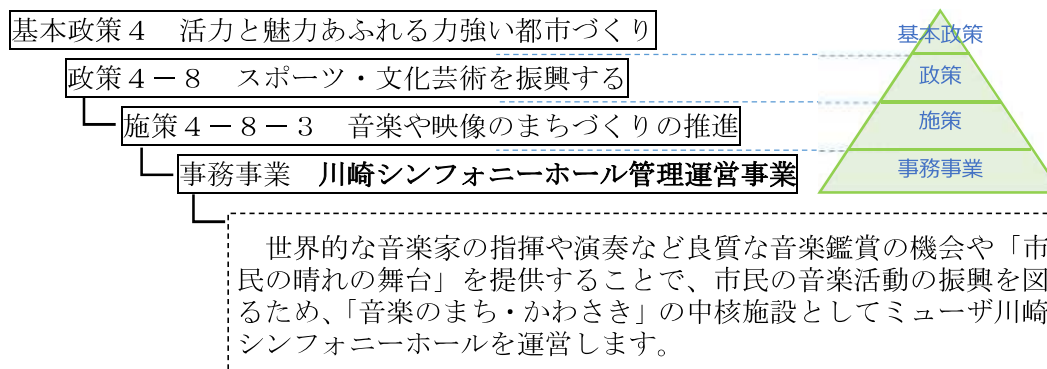 基本政策４　活力と魅力あふれる力強い都市づくり
政策４－８　スポーツ・文化芸術を振興する
施策４－８－３　音楽や映像のまちづくりの推進
事務事業　川崎シンフォニーホール管理運営事業
世界的な音楽家の指揮や演奏など良質な音楽鑑賞の機会や「市
民の晴れの舞台」を提供することで、市民の音楽活動の振興を図
るため、「音楽のまち・かわさき」の中核施設としてミューザ川崎
シンフォニーホールを運営します。
基本政策
政策
施策
事務事業